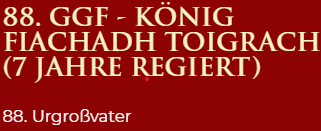 88. GGF - KÖNIG
FIACHADH TOIGRACH
(7 JAHRE REGIERT)
88. Urgroßvater